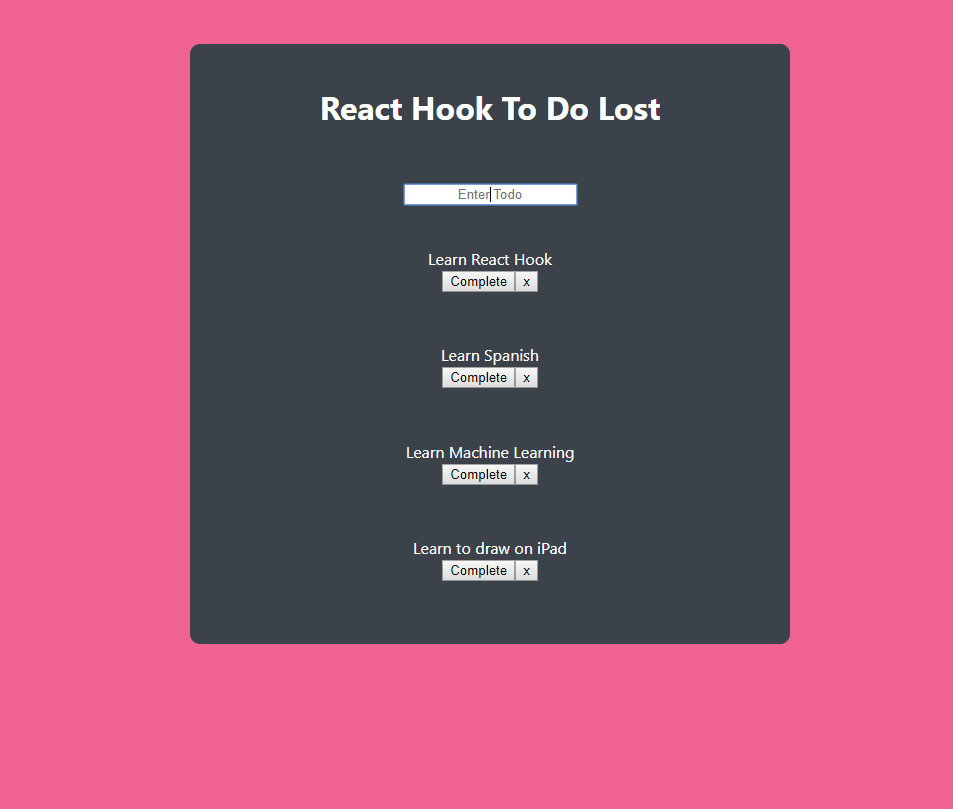 React Hook To Do Lost
Enter Todo
Learn React Hook
Complete x
Learn Spanish
Complete x
Learn Machine Learning
Complete x
Learn to draw on iPad
Complete x